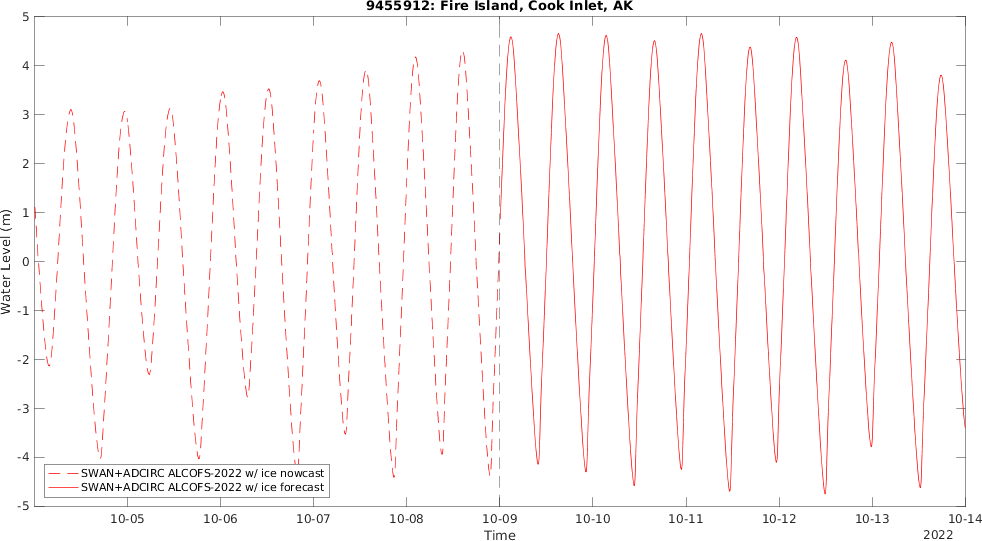 9455912: Fire Island, Cook Inlet, AK
5
4
3
2
1
0
-1
-2
-3
-4
-5
Water Level (m)
SWAN+ADCIRC ALCOFS-2022 w/ ice nowcast
SWAN+ADCIRC ALCOFS-2022 w/ ice forecast
10-05 10-06 10-07 10-08 10-09 10-10 10-11 10-12 10-13 10-14
Time
2022